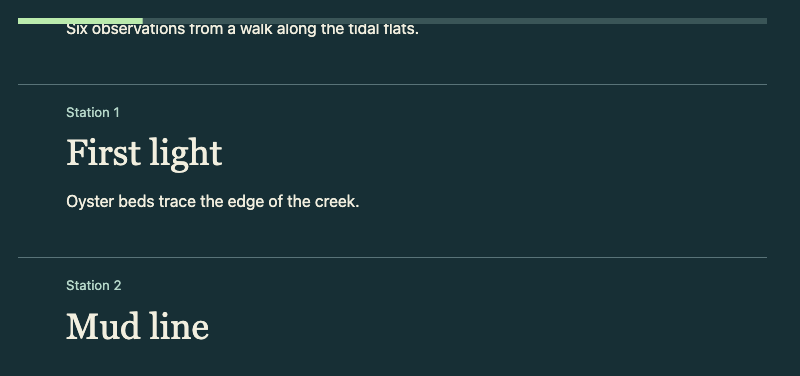 Six observations from a walk along the tidal flats.
Station 1
First light
Oyster beds trace the edge of the creek.
Station 2
Mud line